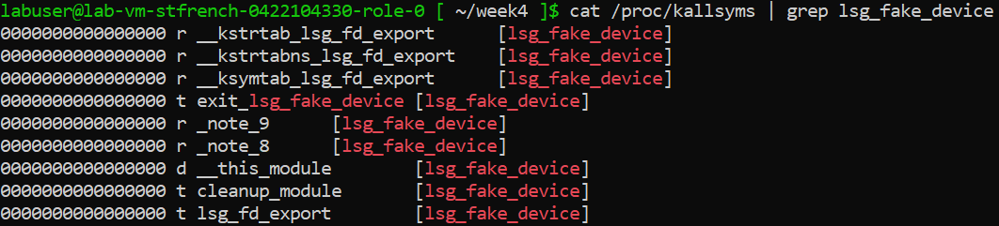 labuser@lab-vm-stfrench-0422104330-role-0 [ ~/week4 ]$ cat /proc/kallsyms | grep lsg_fake_device
0000000000000000 r __kstrtab_lsg_fd_export      [lsg_fake_device]
0000000000000000 r __kstrtabns_lsg_fd_export    [lsg_fake_device]
0000000000000000 r __ksymtab_lsg_fd_export      [lsg_fake_device]
0000000000000000 t exit_lsg_fake_device [lsg_fake_device]
0000000000000000 r _note_9      [lsg_fake_device]
0000000000000000 r _note_8      [lsg_fake_device]
0000000000000000 d __this_module        [lsg_fake_device]
0000000000000000 t cleanup_module       [lsg_fake_device]
0000000000000000 t lsg_fd_export        [lsg_fake_device]